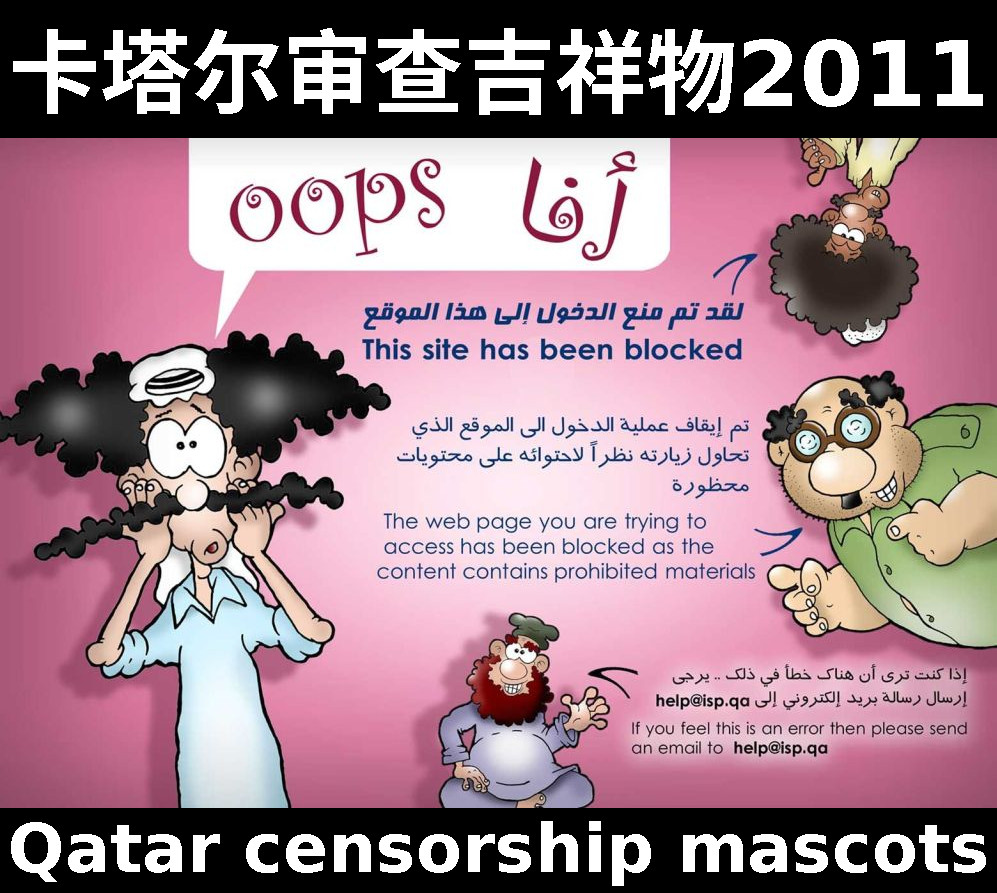 卡塔尔审查吉祥物2011
oops أفا
لقد تم منع الدخول إلى هذا الموقع
This site has been blocked
تم إيقاف عملية الدخول الى الموقع الذي
تحاول زيارته نظراً لاحتوائه على محتويات
محظورة
The web page you are trying to
access has been blocked as the
content contains prohibited materials
إذا كنت ترى أن هناك خطأ في ذلك .. يرجى
إرسال رسالة بريد إلكتروني إلى help@isp.qa
If you feel this is an error then please send
an email to help@isp.qa
Qatar censorship mascots